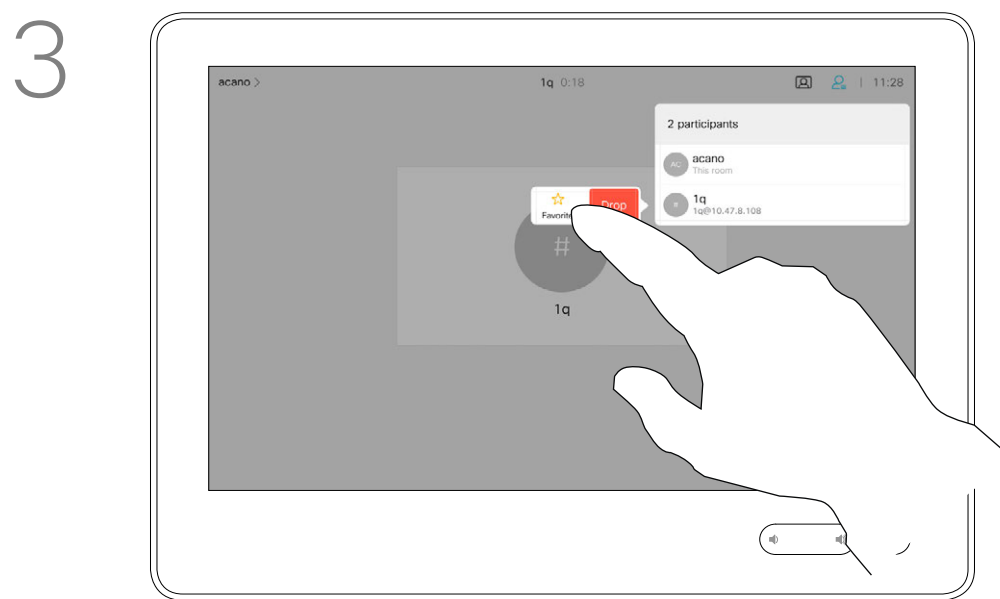 3
acano >
1q 0:18
11:28
2 participants
AC
acano
This room
1q
1q@10.47.8.108
Favorite
Drop
#
1q